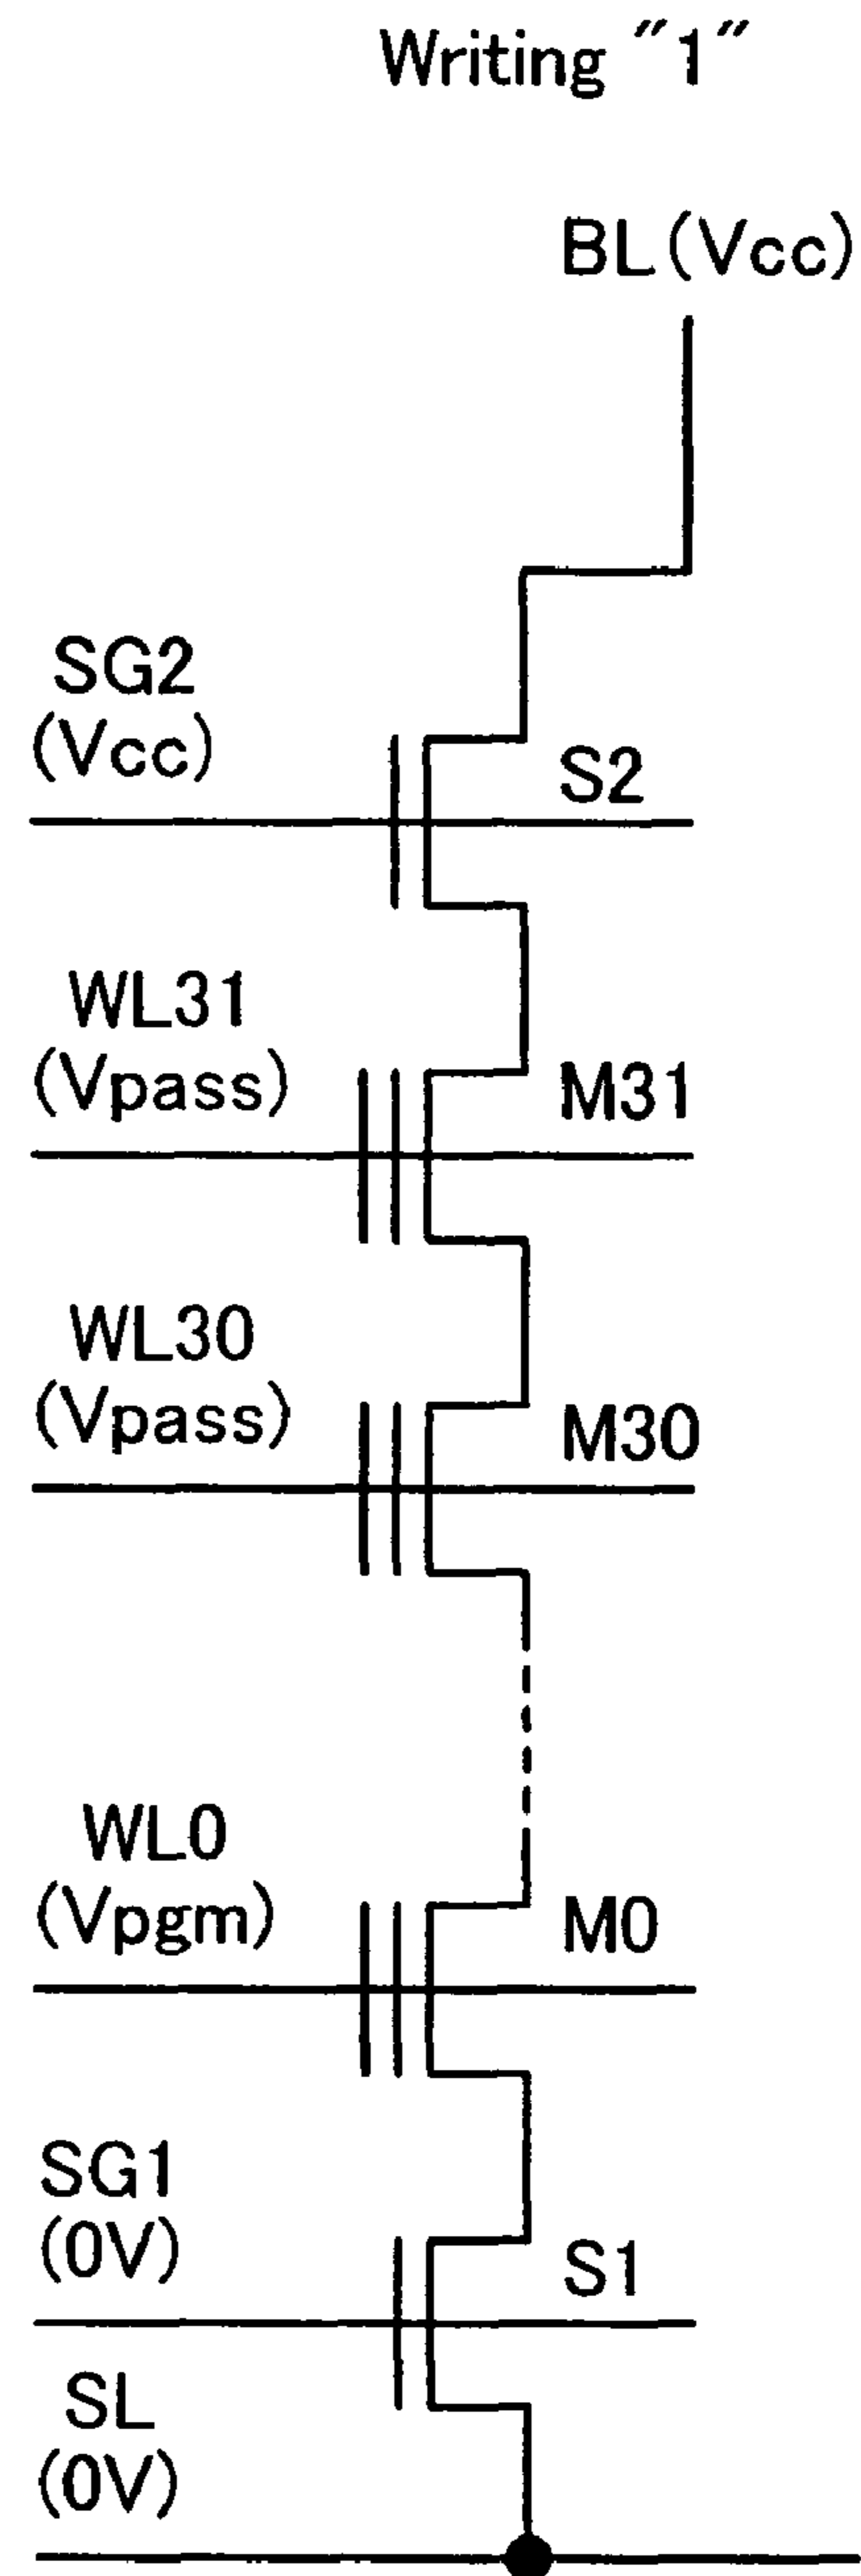 Writing "1"
BL(Vcc)
SG2
(Vcc)
S2
WL31
(Vpass)
M31
WL30
(Vpass)
M30
WL0
(Vpgm)
M0
SG1
(0V)
S1
SL
(0V)